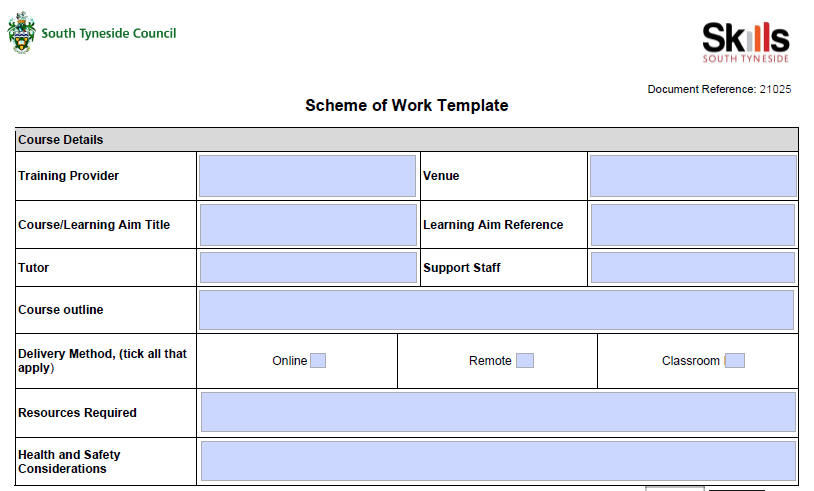 South Tyneside Council
Skills
SOUTH TYNESIDE
Document Reference: 21025
Scheme of Work Template
Course Details
Training Provider
Venue
Course/Learning Aim Title
Learning Aim Reference
Tutor
Support Staff
Course outline
Delivery Method, (tick all that
apply)
Online
Remote
Classroom
Resources Required
Health and Safety
Considerations